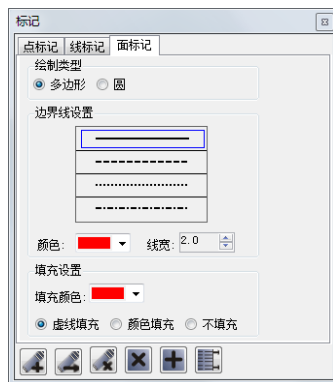 标记
点标记 线标记 面标记
绘制类型
多边形 圆
边界线设置
颜色: 线宽: 2.0
填充设置
填充颜色:
虚线填充 颜色填充 不填充